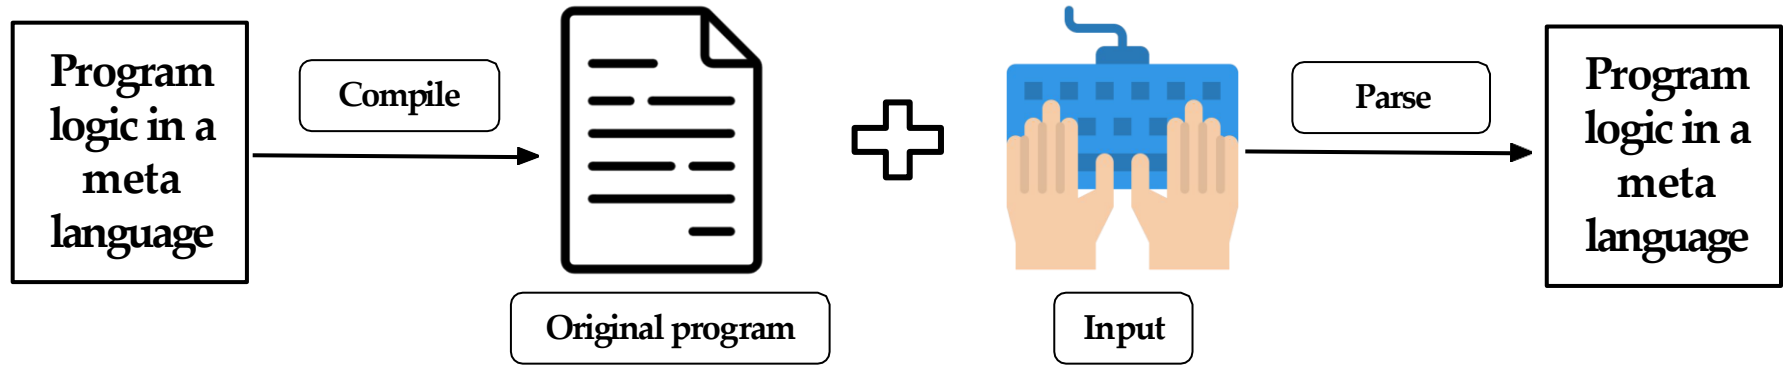 Program
logic in a
meta
language
Compile
Original program
Input
Parse
Program
logic in a
meta
language